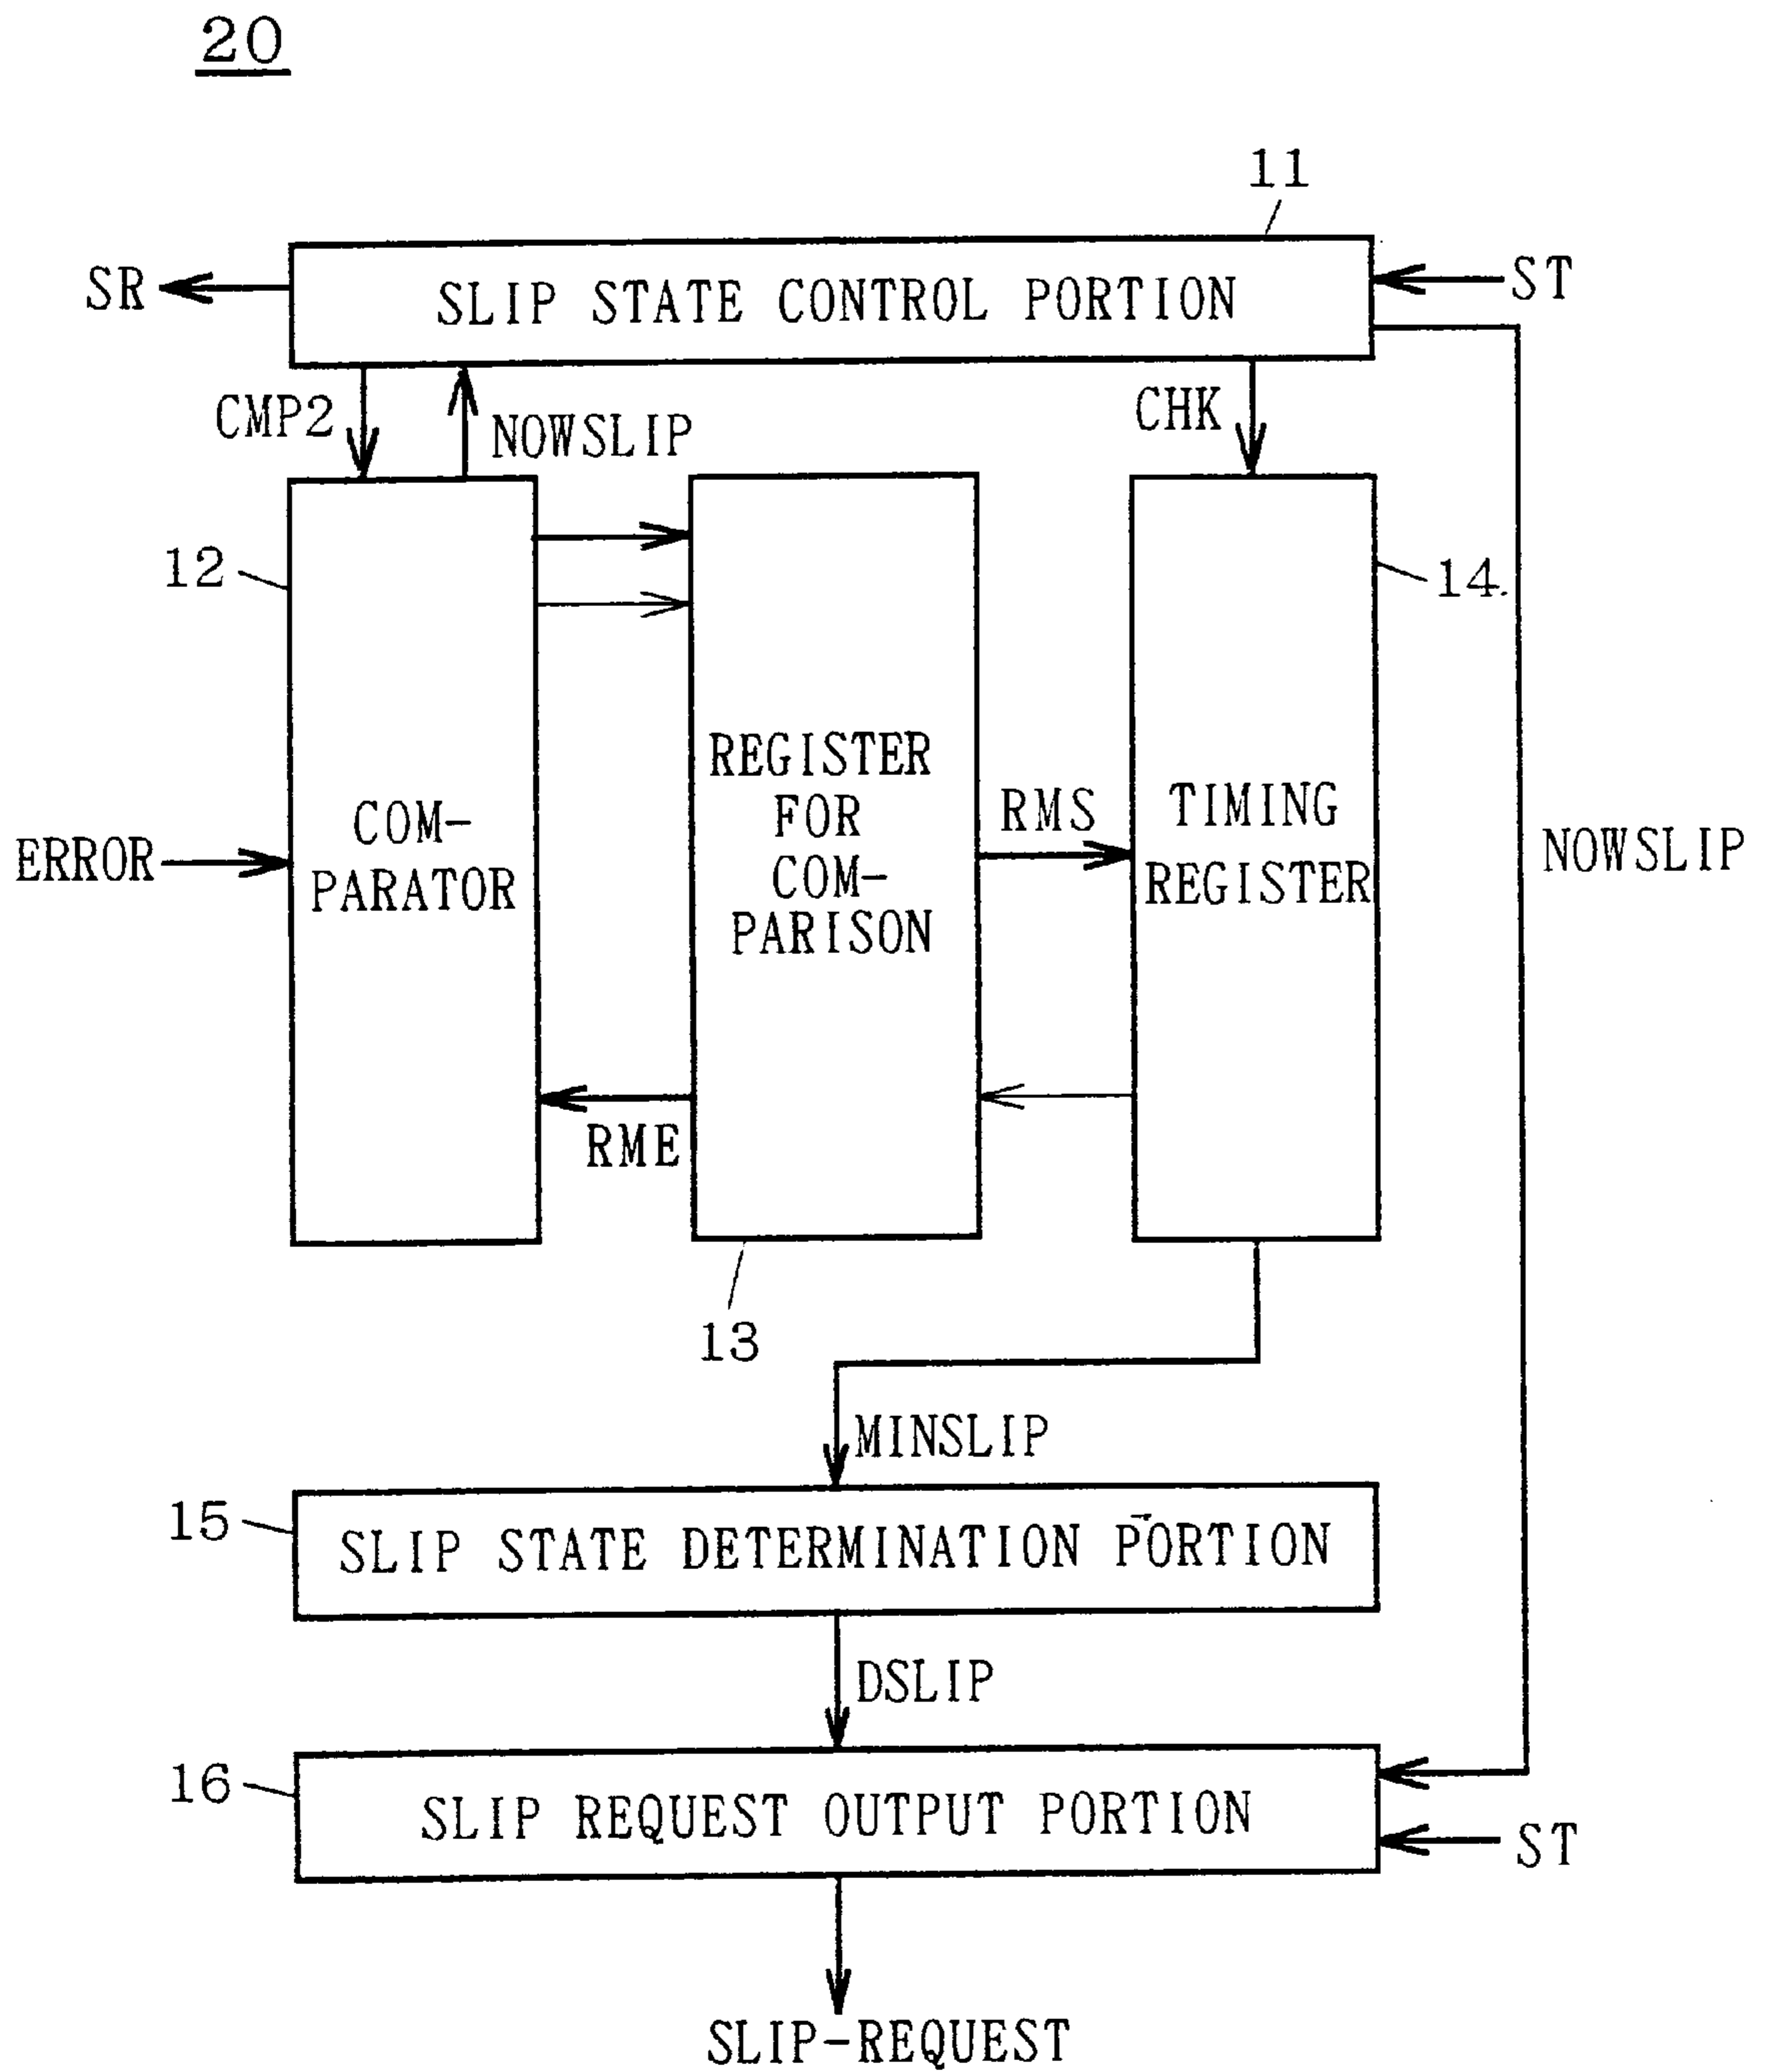 20
11
SR
SLIP STATE CONTROL PORTION
ST
CMP2
NOWSLIP
CHK
12
14
COM-
PARATOR
REGISTER
FOR
COM-
PARISON
RMS
TIMING
REGISTER
ERROR
NOWSLIP
RME
13
MINSLIP
15
SLIP STATE DETERMINATION PORTION
DSLIP
16
SLIP REQUEST OUTPUT PORTION
ST
SLIP-REQUEST